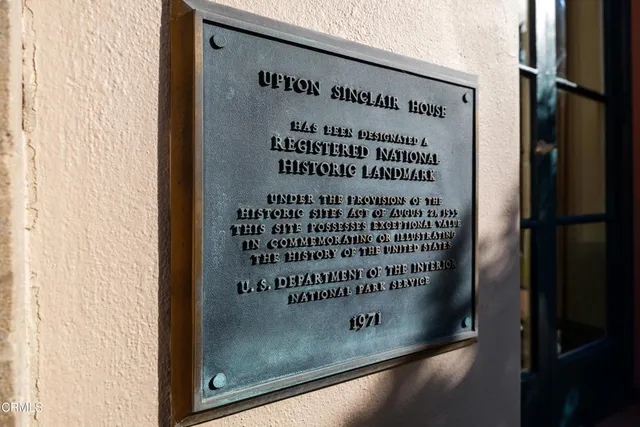 UPTON SINCLAIR HOUSE
HAS BEEN DESIGNATED A
REGISTERED NATIONAL
HISTORIC LANDMARK
UNDER THE PROVISIONS OF THE
HISTORIC SITES ACT OF AUGUST 21, 1935
THIS SITE POSSESSES EXCEPTIONAL VALUE
IN COMMEMORATING OR ILLUSTRATING
THE HISTORY OF THE UNITED STATES
U. S. DEPARTMENT OF THE INTERIOR
NATIONAL PARK SERVICE
1971
ORMLS